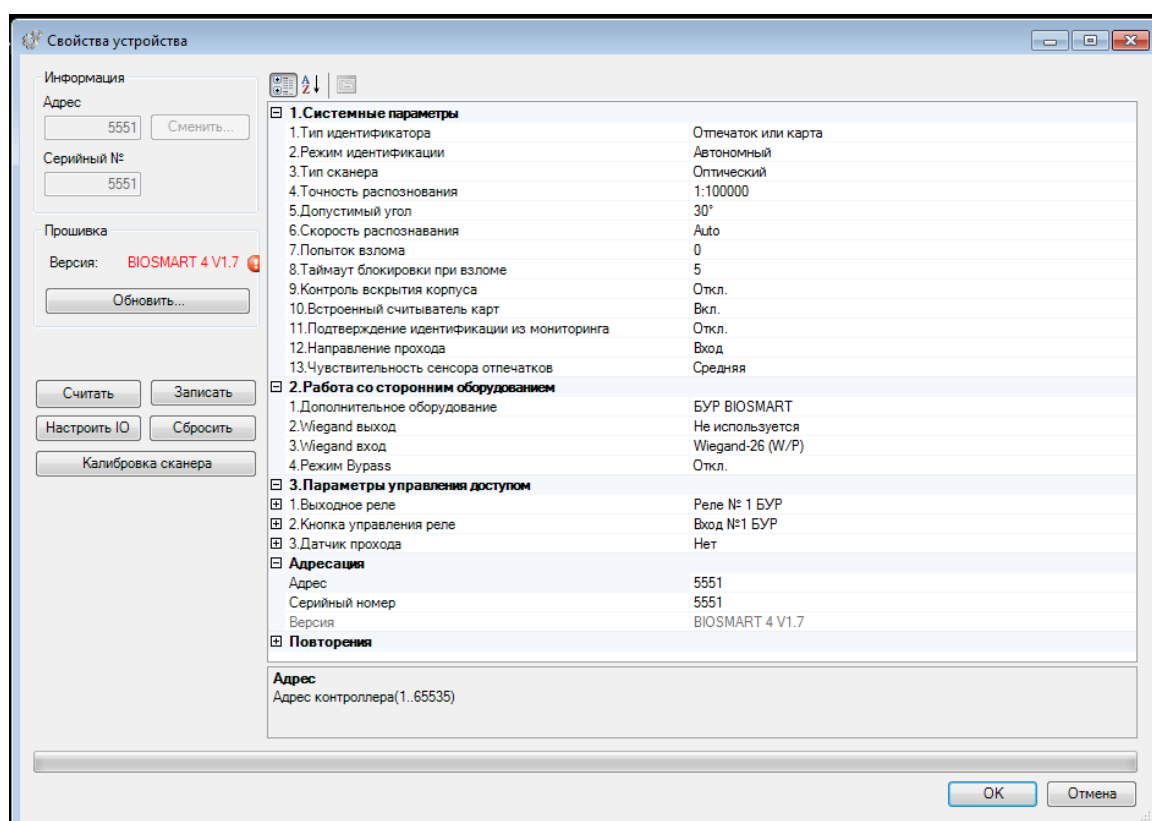 Свойства устройства
Информация
Адрес
5551 Сменить...
Серийный №
5551
Прошивка
Версия: BIOSMART 4 V1.7
Обновить...
Считать Записать
Настроить IO Сбросить
Калибровка сканера
1.Системные параметры
1.Тип идентификатора Отпечаток или карта
2.Режим идентификации Автономный
3.Тип сканера Оптический
4.Точность распознования 1:100000
5.Допустимый угол 30°
6.Скорость распознавания Auto
7.Попыток взлома 0
8.Таймаут блокировки при взломе 5
9.Контроль вскрытия корпуса Откл.
10.Встроенный считыватель карт Вкл.
11.Подтверждение идентификации из мониторинга Откл.
12.Направление прохода Вход
13.Чувствительность сенсора отпечатков Средняя
2.Работа со сторонним оборудованием
1.Дополнительное оборудование БУР BIOSMART
2.Wiegand выход Не используется
3.Wiegand вход Wiegand-26 (W/P)
4.Режим Bypass Откл.
3.Параметры управления доступом
1.Выходное реле Реле № 1 БУР
2.Кнопка управления реле Вход №1 БУР
3.Датчик прохода Нет
Адресация
Адрес 5551
Серийный номер 5551
Версия BIOSMART 4 V1.7
Повторения
Адрес
Адрес контроллера(1..65535)
OK Отмена